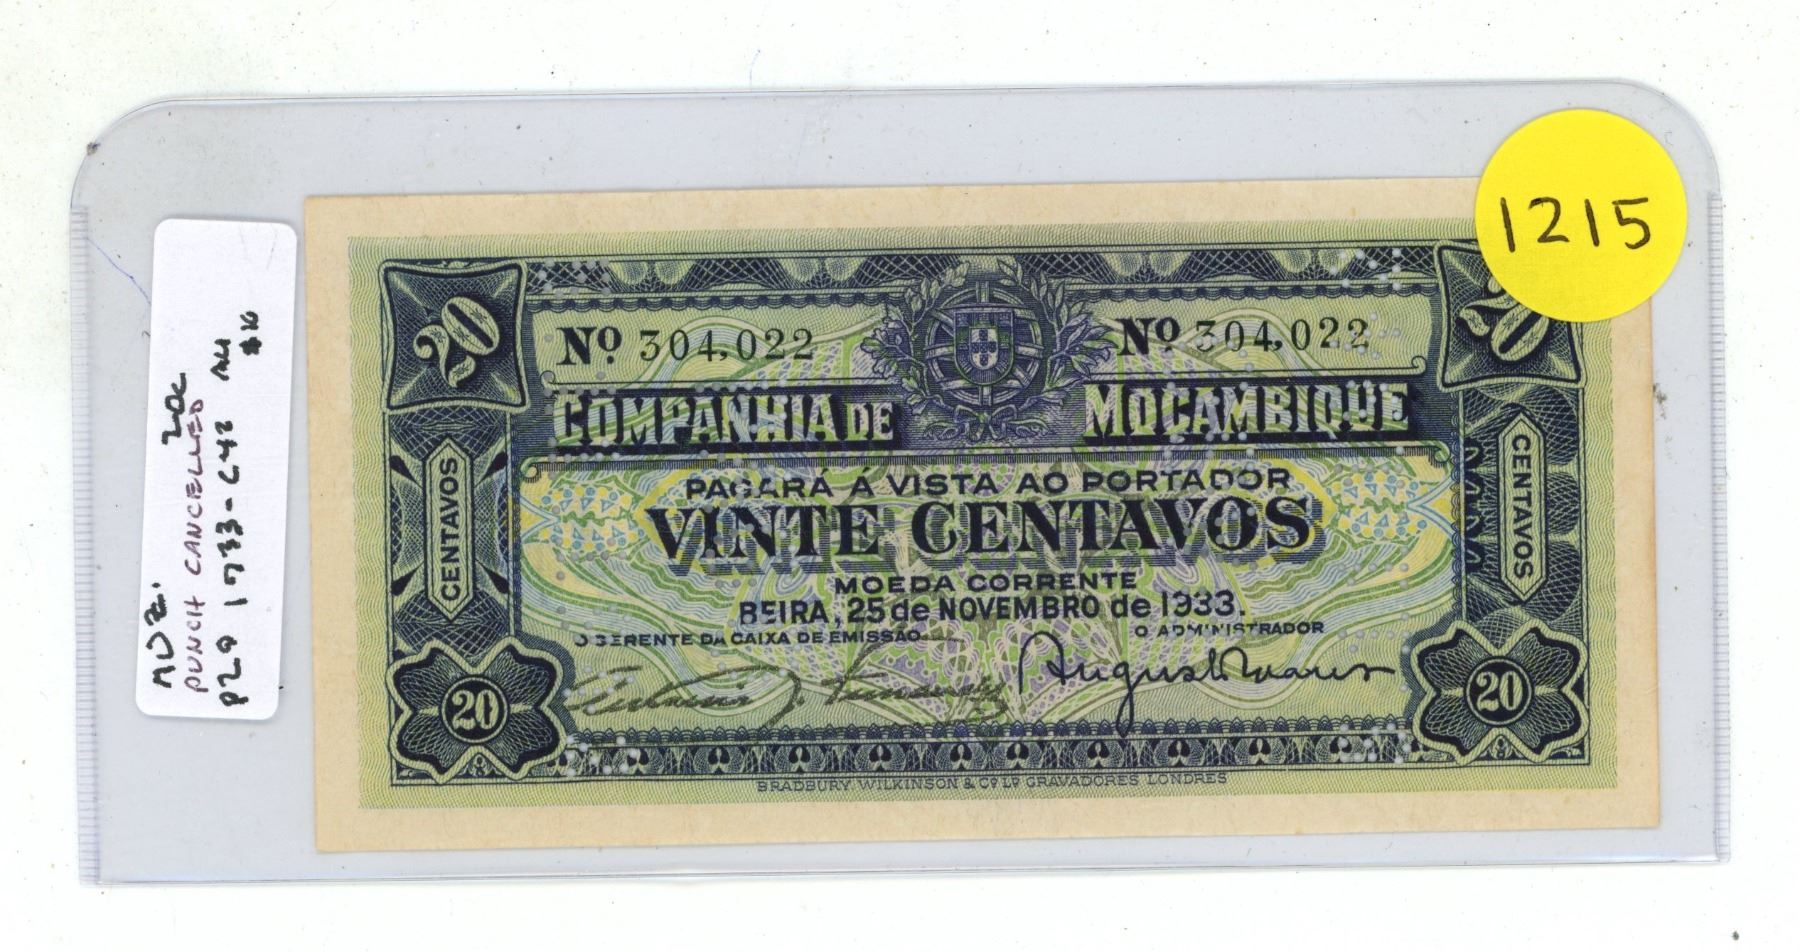 1215
20
Nº 304,022
Nº 304,022
20
COMPANHIA DE MOÇAMBIQUE
PAGARÁ Á VISTA AO PORTADOR
VINTE CENTAVOS
MOEDA CORRENTE
BEIRA, 25 de NOVEMBRO de 1933.
O GERENTE DA CAIXA DE EMISSÃO
O ADMINISTRADOR
CENTAVOS
CENTAVOS
20
20
BRADBURY, WILKINSON & Cº Lᴰ GRAVADORES LONDRES
MOZ. 20c
PUNCH CANCELLED
P29 1933-
AU